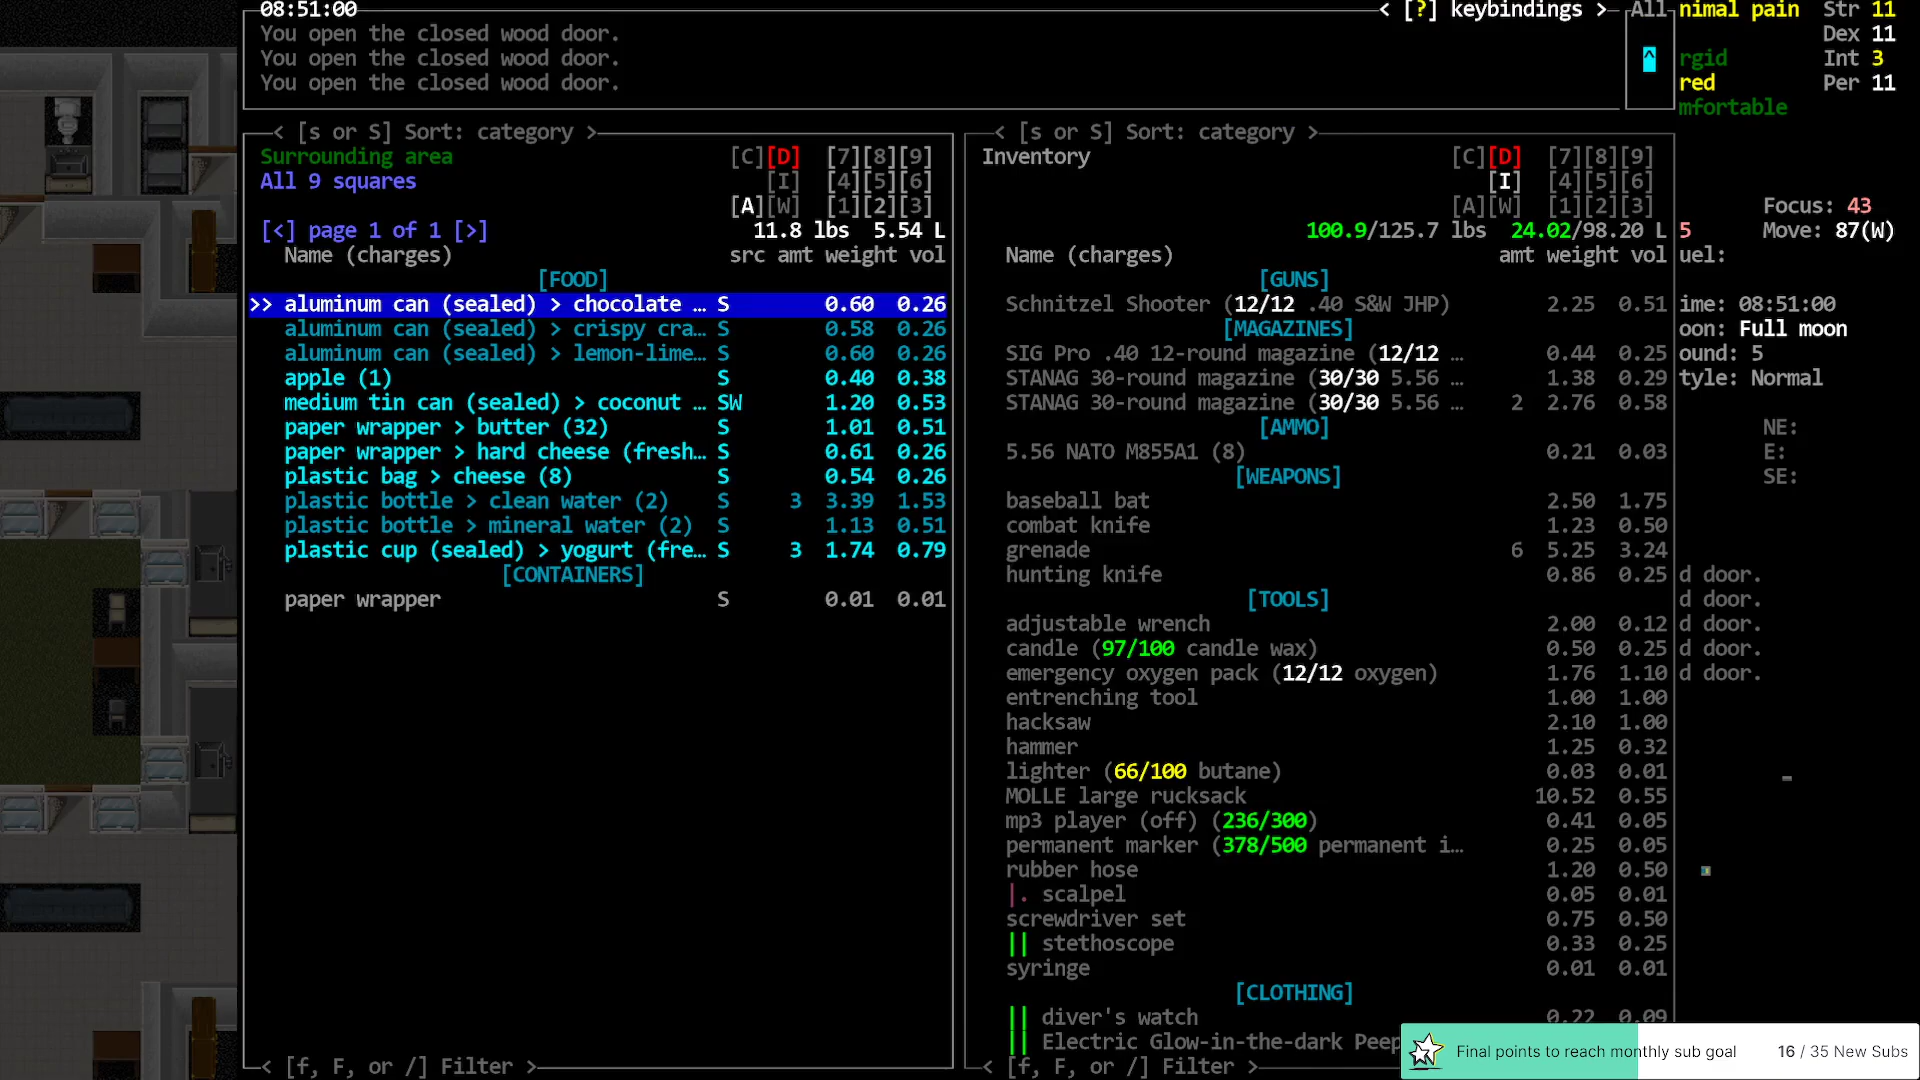 08:51:00
< [?] keybindings >
You open the closed wood door.
You open the closed wood door.
You open the closed wood door.
All
^
nimal pain
Str 11
Dex 11
rgid
Int 3
red
Per 11
mfortable
< [s or S] Sort: category >
Surrounding area
All 9 squares
[C][D] [7][8][9]
[I] [4][5][6]
[A][W] [1][2][3]
[<] page 1 of 1 [>]
11.8 lbs 5.54 L
Name (charges) src amt weight vol
[FOOD]
>> aluminum can (sealed) > chocolate … S 0.60 0.26
aluminum can (sealed) > crispy cra… S 0.58 0.26
aluminum can (sealed) > lemon-lime… S 0.60 0.26
apple (1) S 0.40 0.38
medium tin can (sealed) > coconut … SW 1.20 0.53
paper wrapper > butter (32) S 1.01 0.51
paper wrapper > hard cheese (fresh… S 0.61 0.26
plastic bag > cheese (8) S 0.54 0.26
plastic bottle > clean water (2) S 3 3.39 1.53
plastic bottle > mineral water (2) S 1.13 0.51
plastic cup (sealed) > yogurt (fre… S 3 1.74 0.79
[CONTAINERS]
paper wrapper S 0.01 0.01
< [f, F, or /] Filter >
< [s or S] Sort: category >
Inventory
[C][D] [7][8][9]
[I] [4][5][6]
[A][W] [1][2][3]
100.9/125.7 lbs 24.02/98.20 L
Name (charges) amt weight vol
[GUNS]
Schnitzel Shooter (12/12 .40 S&W JHP) 2.25 0.51
[MAGAZINES]
SIG Pro .40 12-round magazine (12/12 … 0.44 0.25
STANAG 30-round magazine (30/30 5.56 … 1.38 0.29
STANAG 30-round magazine (30/30 5.56 … 2 2.76 0.58
[AMMO]
5.56 NATO M855A1 (8) 0.21 0.03
[WEAPONS]
baseball bat 2.50 1.75
combat knife 1.23 0.50
grenade 6 5.25 3.24
hunting knife 0.86 0.25
[TOOLS]
adjustable wrench 2.00 0.12
candle (97/100 candle wax) 0.50 0.25
emergency oxygen pack (12/12 oxygen) 1.76 1.10
entrenching tool 1.00 1.00
hacksaw 2.10 1.00
hammer 1.25 0.32
lighter (66/100 butane) 0.03 0.01
MOLLE large rucksack 10.52 0.55
mp3 player (off) (236/300) 0.41 0.05
permanent marker (378/500 permanent i… 0.25 0.05
rubber hose 1.20 0.50
|. scalpel 0.05 0.01
screwdriver set 0.75 0.50
|| stethoscope 0.33 0.25
syringe 0.01 0.01
[CLOTHING]
|| diver's watch 0.22 0.09
|| Electric Glow-in-the-dark Peep
< [f, F, or /] Filter >
Focus: 43
5 Move: 87(W)
uel:
ime: 08:51:00
oon: Full moon
ound: 5
tyle: Normal
NE:
E:
SE:
d door.
d door.
d door.
d door.
d door.
Final points to reach monthly sub goal 16 / 35 New Subs